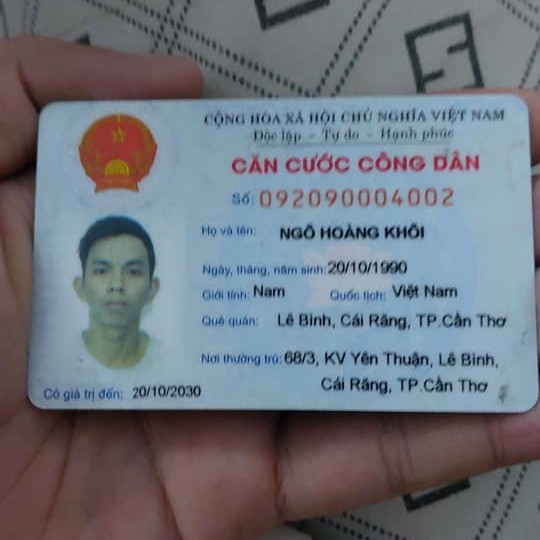 CỘNG HÒA XÃ HỘI CHỦ NGHĨA VIỆT NAM
Độc lập - Tự do - Hạnh phúc
CĂN CƯỚC CÔNG DÂN
Số: 092090004002
Họ và tên: NGÔ HOÀNG KHÔI
Ngày, tháng, năm sinh: 20/10/1990
Giới tính: Nam Quốc tịch: Việt Nam
Quê quán: Lê Bình, Cái Răng, TP.Cần Thơ
Nơi thường trú: 68/3, KV Yên Thuận, Lê Bình,
Cái Răng, TP.Cần Thơ
Có giá trị đến: 20/10/2030